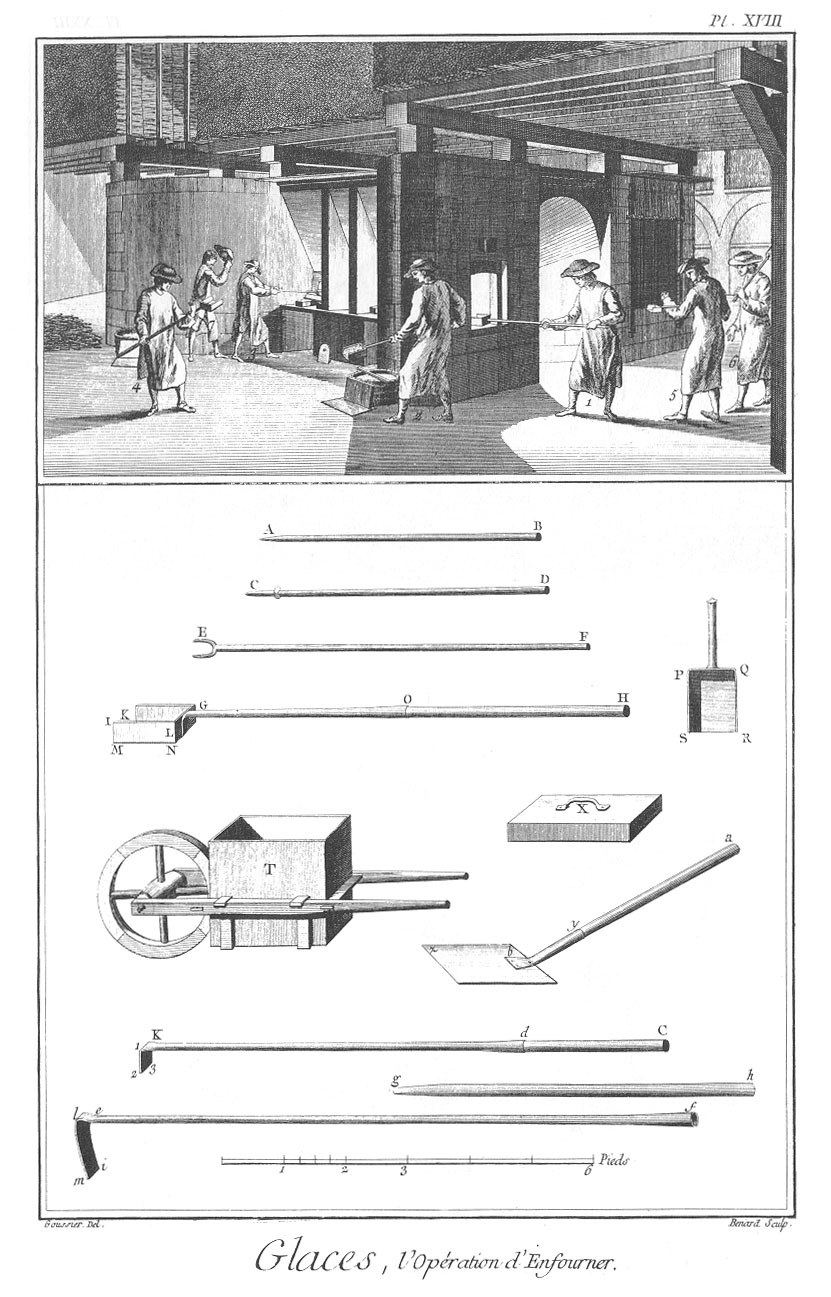 Pl. XVIII
4
2
1
5
6
A B
C D
E F
P Q
G O H
I K
L
M N
S R
X
T
a
y
x b
1 K d C
2 3
g h
l e f
i
m
1 2 3 6 Pieds
Goussier Del.
Benard Sculp.
Glaces, l'Opération d'Enfourner.